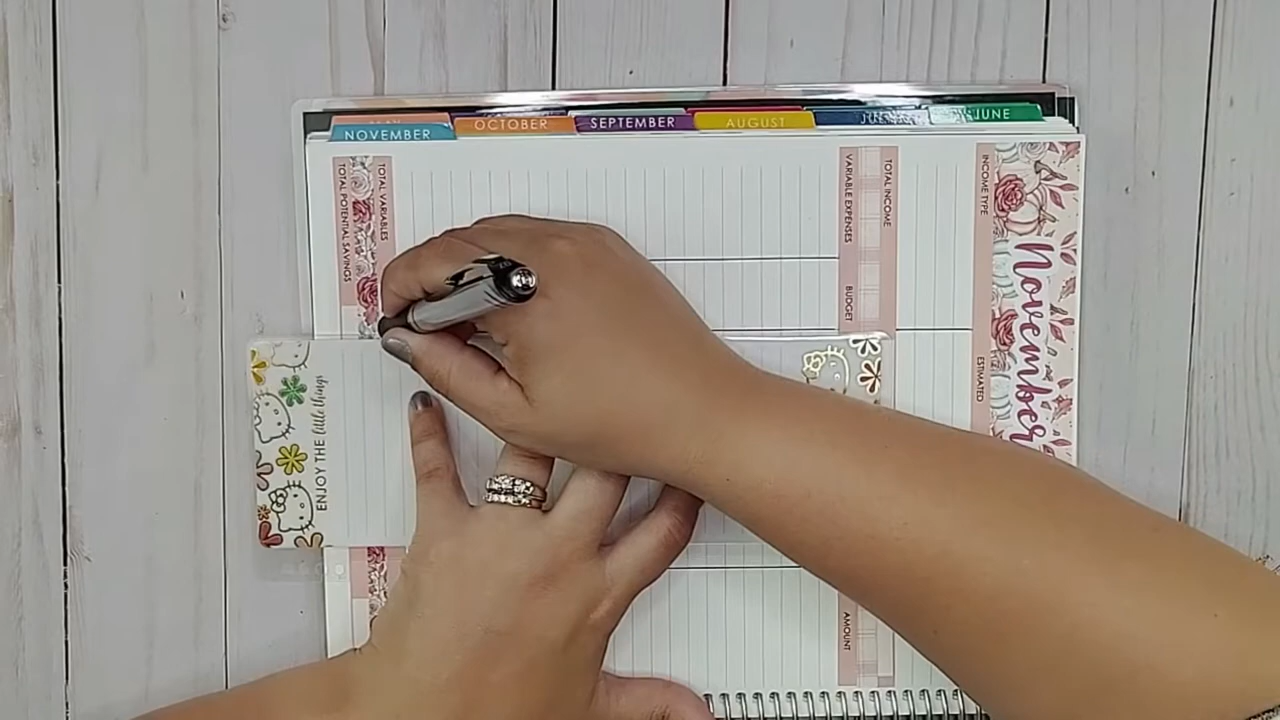 NOVEMBER
OCTOBER
SEPTEMBER
AUGUST
JUNE
November
INCOME TYPE
ESTIMATED
TOTAL INCOME
VARIABLE EXPENSES
BUDGET
AMOUNT
TOTAL VARIABLES
TOTAL POTENTIAL SAVINGS
ENJOY THE little things